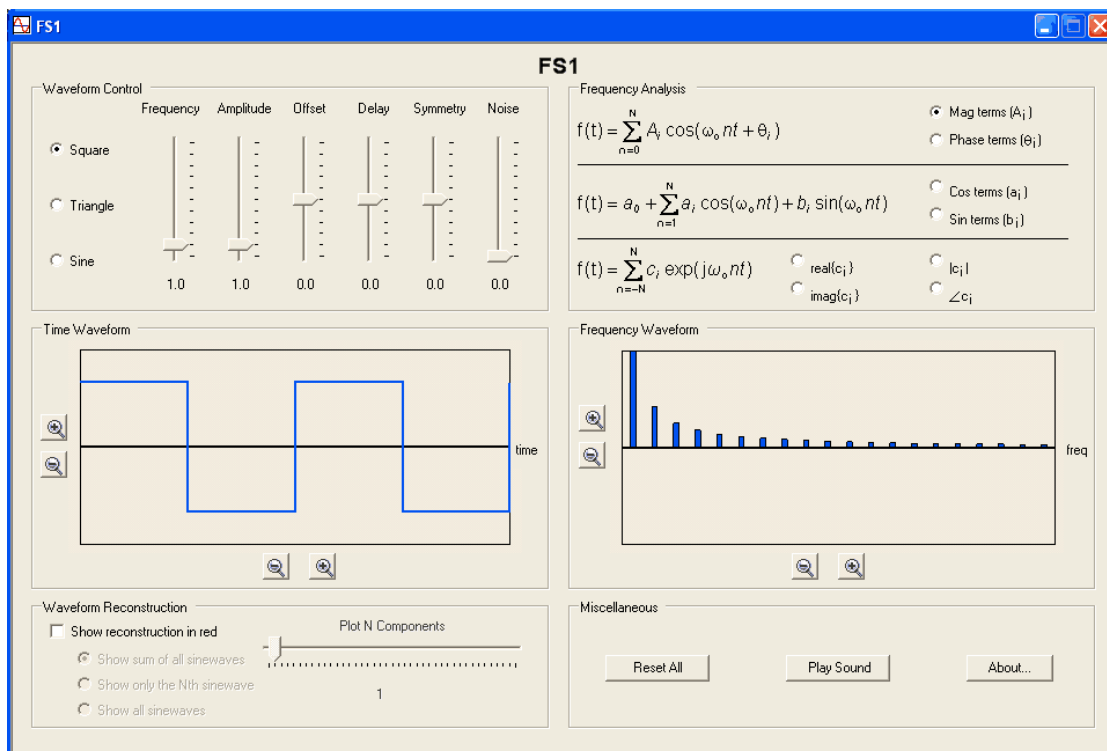 FS1
FS1
Waveform Control
Frequency Amplitude Offset Delay Symmetry Noise
Square
Triangle
Sine
1.0 1.0 0.0 0.0 0.0 0.0
Frequency Analysis
f(t) = ∑_{n=0}^{N} A_i cos(ω_o nt + θ_i)
Mag terms (A_i)
Phase terms (θ_i)
f(t) = a_0 + ∑_{n=1}^{N} a_i cos(ω_o nt) + b_i sin(ω_o nt)
Cos terms (a_i)
Sin terms (b_i)
f(t) = ∑_{n=-N}^{N} c_i exp(jω_o nt)
real{c_i} |c_i|
imag{c_i} ∠c_i
Time Waveform
time
Frequency Waveform
freq
Waveform Reconstruction
Show reconstruction in red
Show sum of all sinewaves
Show only the Nth sinewave
Show all sinewaves
Plot N Components
1
Miscellaneous
Reset All Play Sound About...